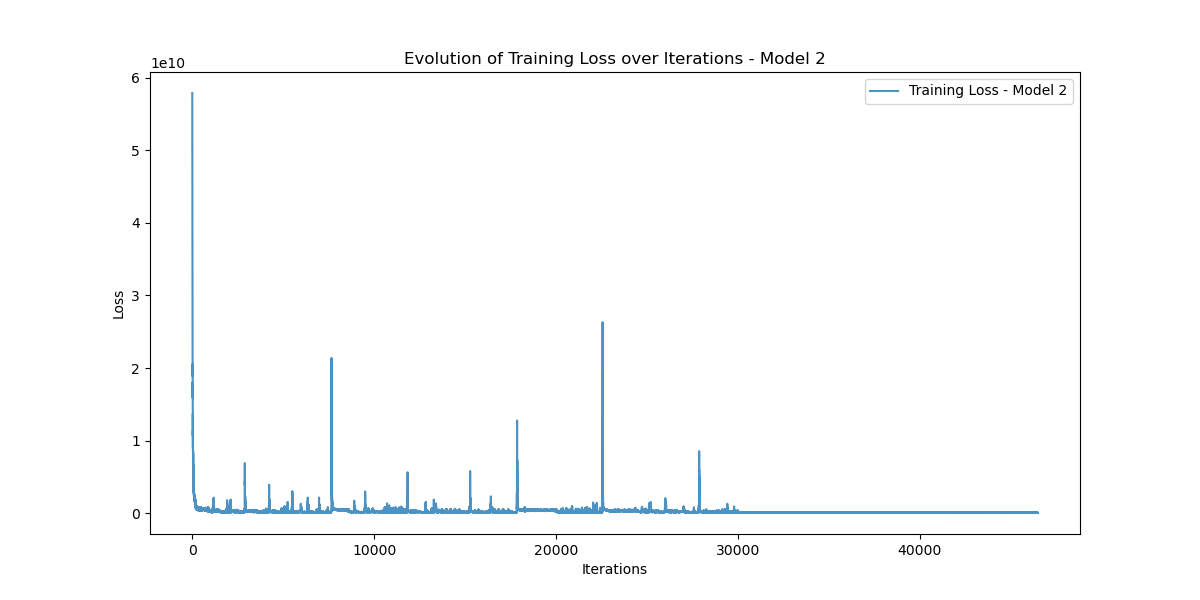 Evolution of Training Loss over Iterations - Model 2
1e10
Training Loss - Model 2
6
5
4
3
2
1
0
Loss
0 10000 20000 30000 40000
Iterations